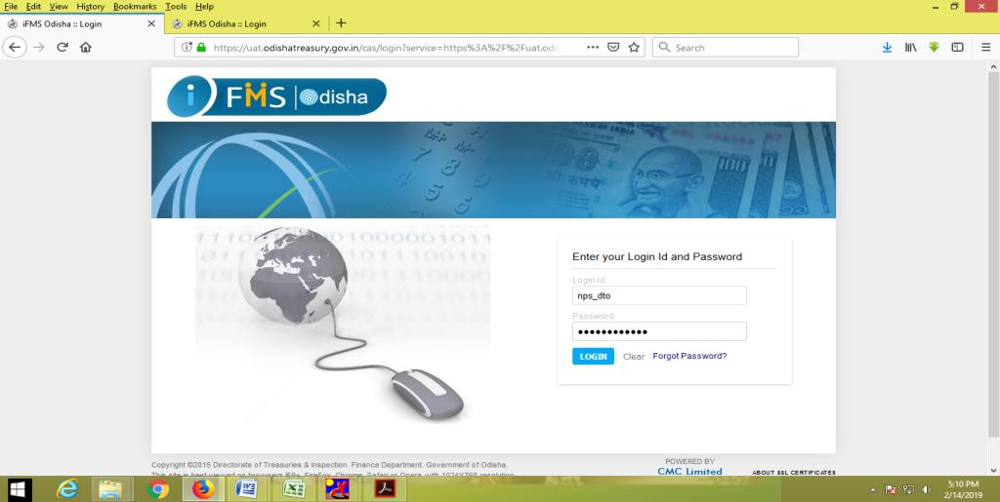 File Edit View History Bookmarks Tools Help
iFMS Odisha :: Login
iFMS Odisha :: Login
https://uat.odishatreasury.gov.in/cas/login?service=https%3A%2F%2Fuat.odi
Search
i FMS | Odisha
Enter your Login Id and Password
Login Id
nps_dto
Password
LOGIN Clear Forgot Password?
Copyright ©2015 Directorate of Treasuries & Inspection. Finance Department. Government of Odisha.
This site is best viewed on browsers IE9+, FireFox, Chrome, Safari or Opera with 1024X768 resolution
POWERED BY
CMC Limited
ABOUT SSL CERTIFICATES
5:10 PM
2/14/2019